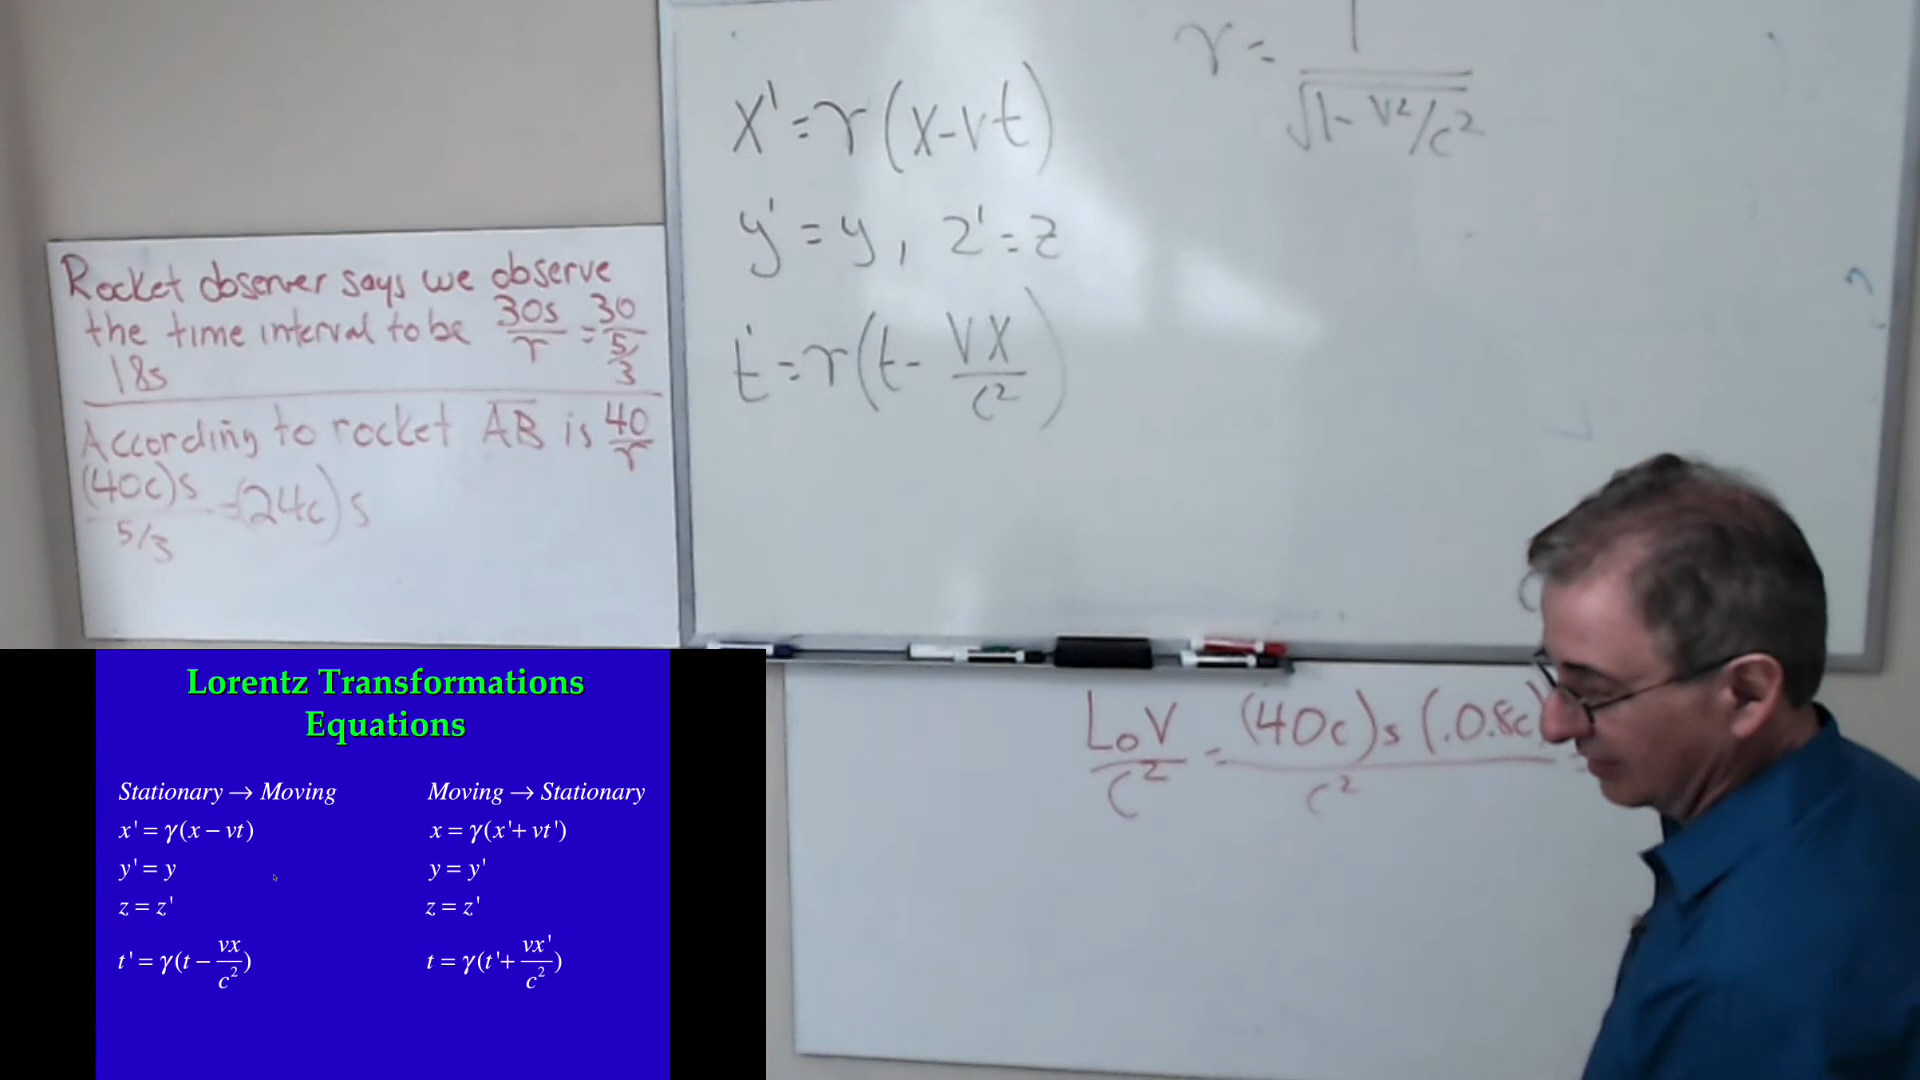 γ = 1/√(1 - v²/c²)
x' = γ(x - vt)
y' = y, z' = z
t' = γ(t - vx/c²)
Rocket observer says we observe
the time interval to be 30s/γ = 30/(5/3)
18s
According to rocket AB is 40/γ
(40c)s/(5/3) = (24c)s
L₀V/c² = (40c)s (.0.8c)/c² =
Lorentz Transformations
Equations
Stationary → Moving
x' = γ(x − vt)
y' = y
z = z'
t' = γ(t − vx/c²)
Moving → Stationary
x = γ(x' + vt')
y = y'
z = z'
t = γ(t' + vx'/c²)